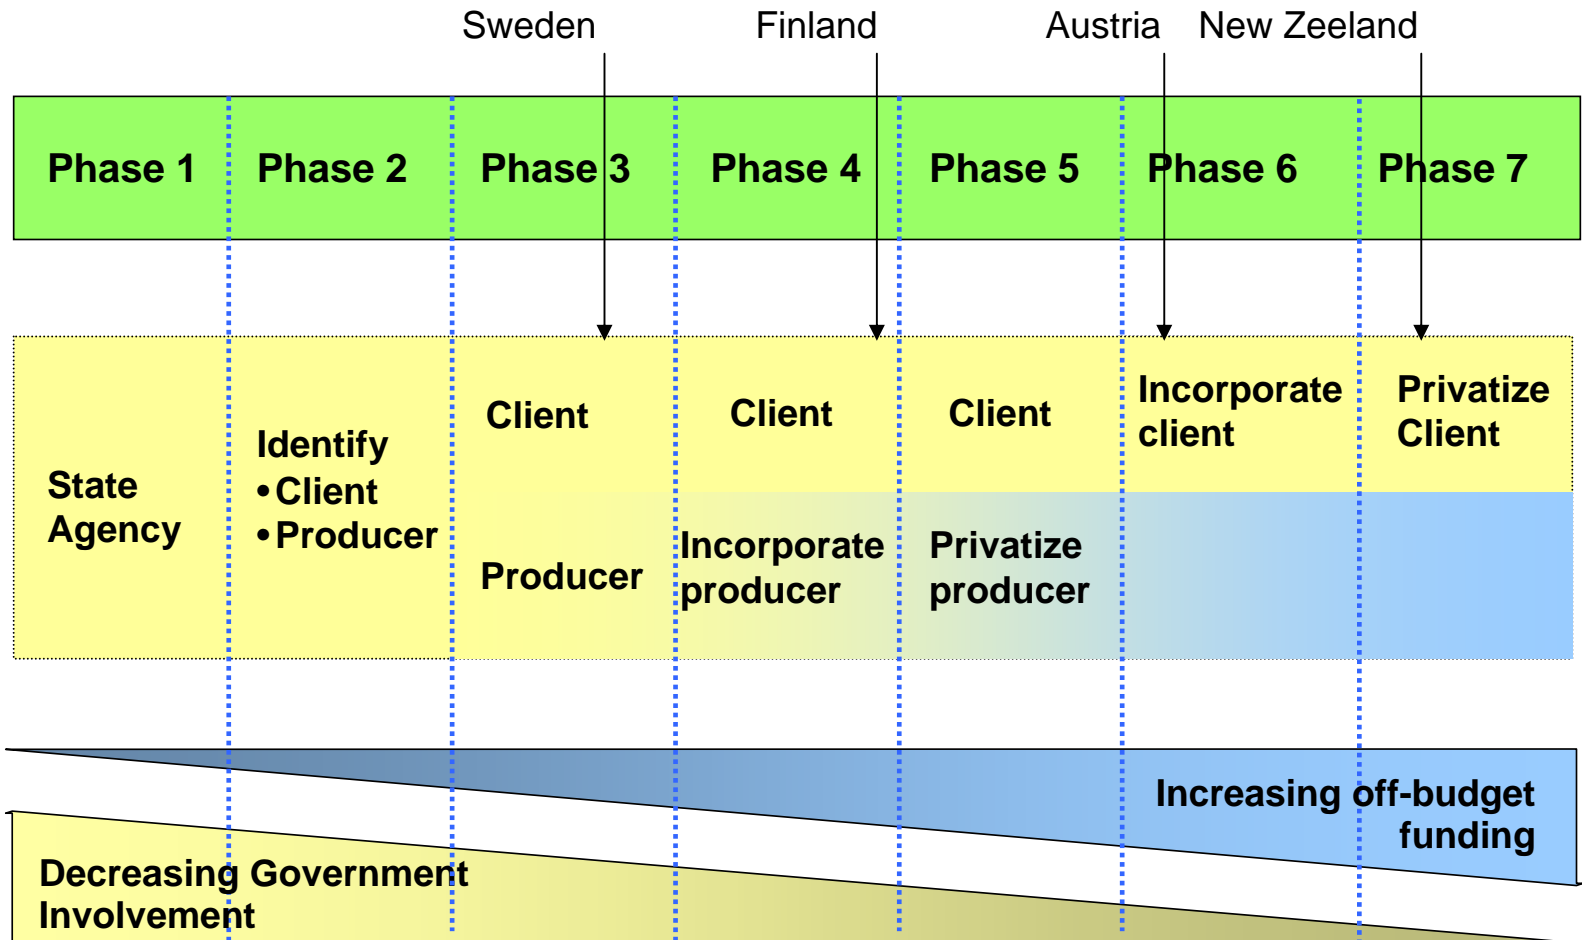 Sweden Finland Austria New Zeeland
Phase 1 Phase 2 Phase 3 Phase 4 Phase 5 Phase 6 Phase 7
State
Agency
Identify
•Client
•Producer
Client
Producer
Client
Incorporate
producer
Client
Privatize
producer
Incorporate
client
Privatize
Client
Increasing off-budget
funding
Decreasing Government
Involvement